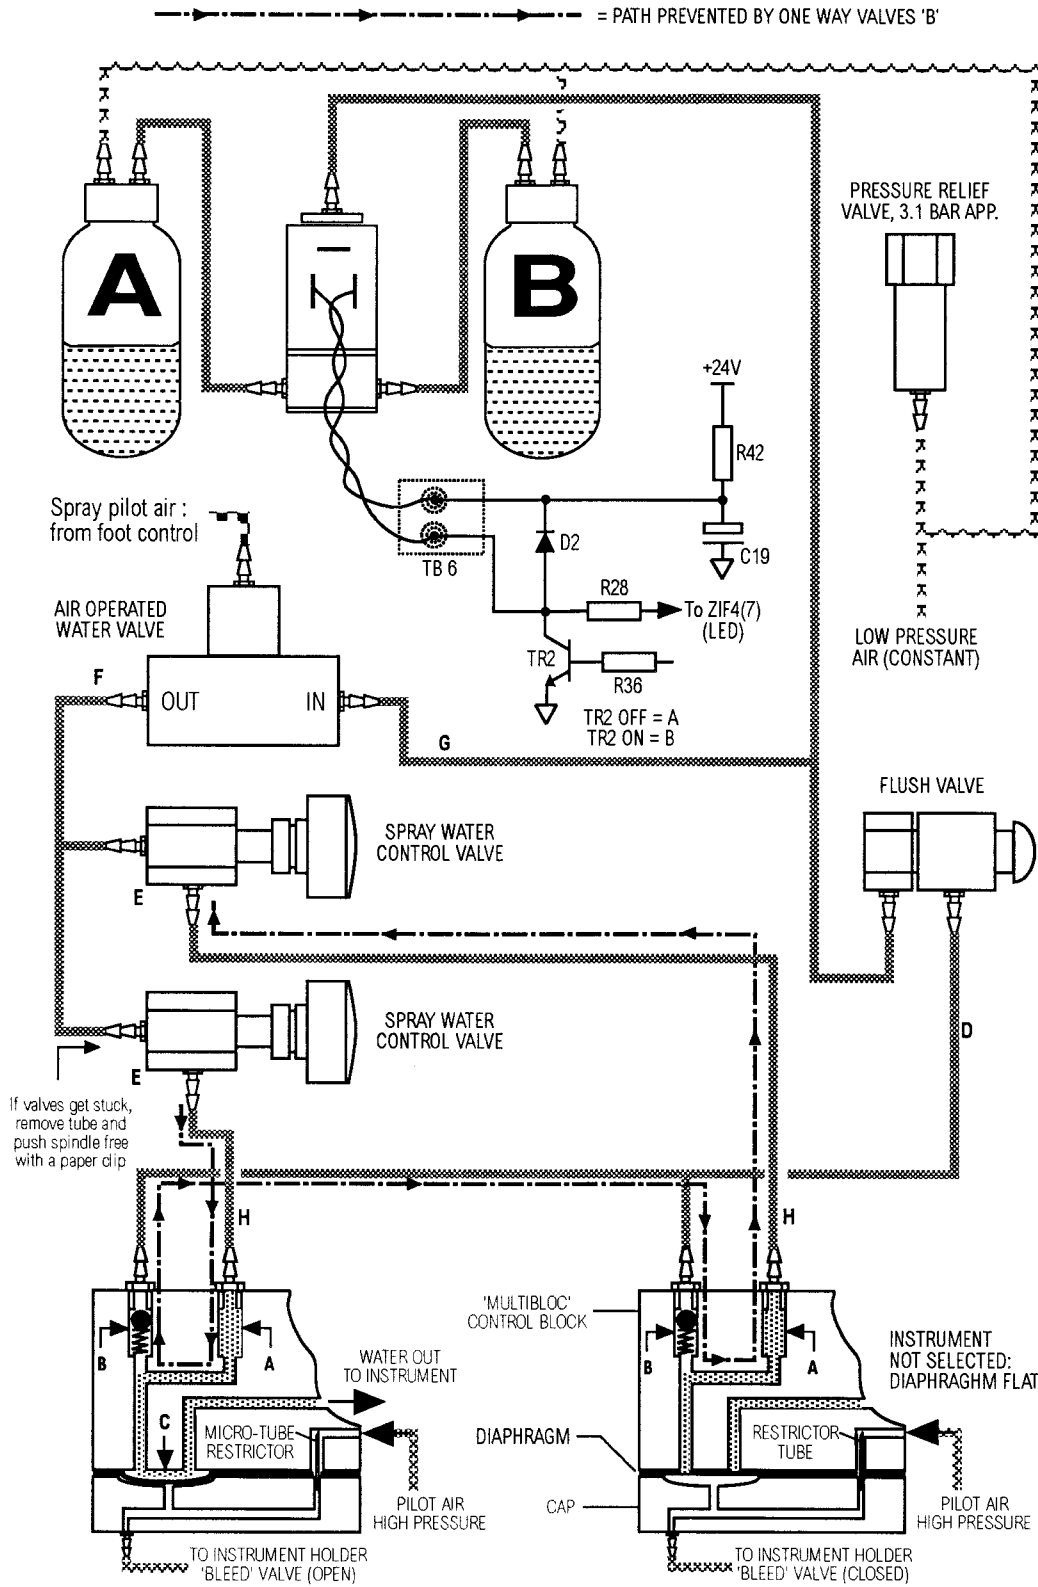 = PATH PREVENTED BY ONE WAY VALVES 'B'
A
B
PRESSURE RELIEF
VALVE, 3.1 BAR APP.
+24V
R42
Spray pilot air :
from foot control
TB 6
D2
C19
R28
To ZIF4(7)
(LED)
AIR OPERATED
WATER VALVE
TR2
R36
LOW PRESSURE
AIR (CONSTANT)
F
OUT
IN
TR2 OFF = A
TR2 ON = B
G
FLUSH VALVE
SPRAY WATER
CONTROL VALVE
E
SPRAY WATER
CONTROL VALVE
D
E
If valves get stuck,
remove tube and
push spindle free
with a paper clip
H
H
'MULTIBLOC'
CONTROL BLOCK
B
A
B
A
INSTRUMENT
NOT SELECTED:
DIAPHRAGHM FLAT
WATER OUT
TO INSTRUMENT
C
MICRO-TUBE
RESTRICTOR
DIAPHRAGM
RESTRICTOR
TUBE
CAP
PILOT AIR
HIGH PRESSURE
PILOT AIR
HIGH PRESSURE
TO INSTRUMENT HOLDER
'BLEED' VALVE (OPEN)
TO INSTRUMENT HOLDER
'BLEED' VALVE (CLOSED)